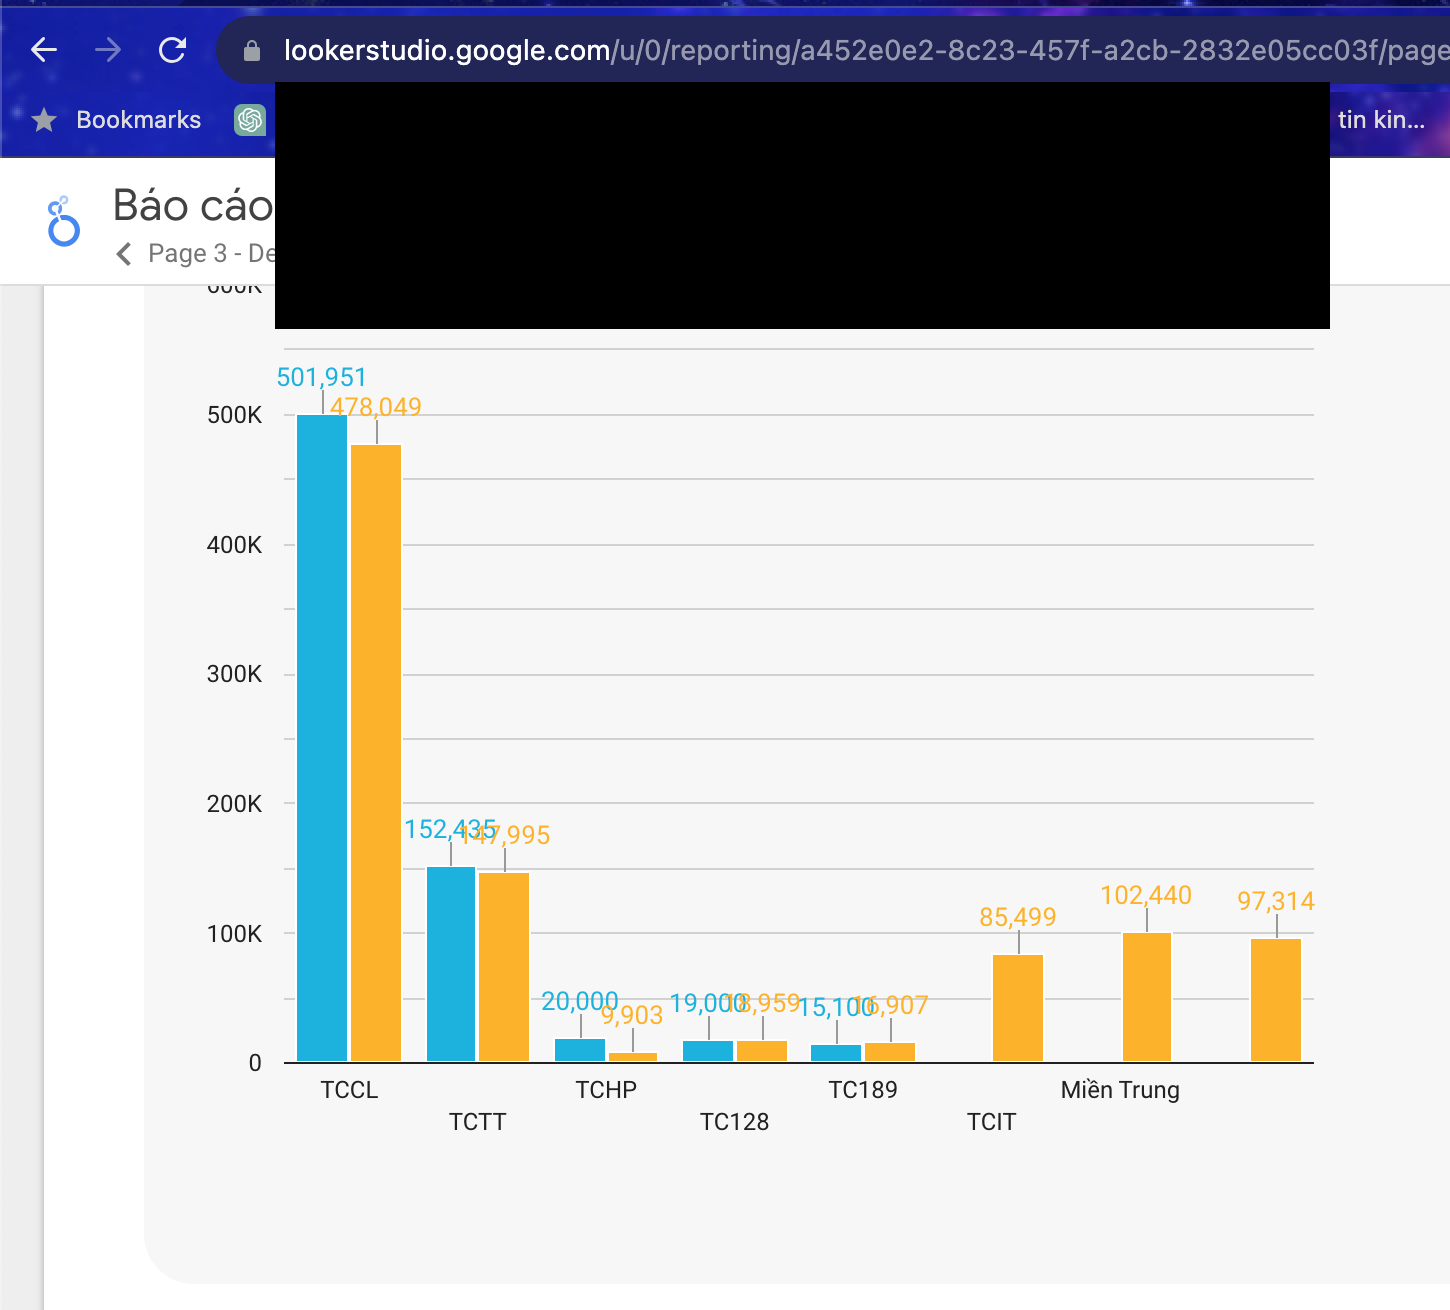 lookerstudio.google.com/u/0/reporting/a452e0e2-8c23-457f-a2cb-2832e05cc03f/page
Bookmarks
tin kin...
Báo cáo
Page 3 - De
600K
501,951
478,049
500K
400K
300K
200K
152,435
147,995
102,440
97,314
85,499
100K
20,000
9,903
19,000
18,959
15,100
16,907
0
TCCL
TCHP
TC189
Miền Trung
TCTT
TC128
TCIT